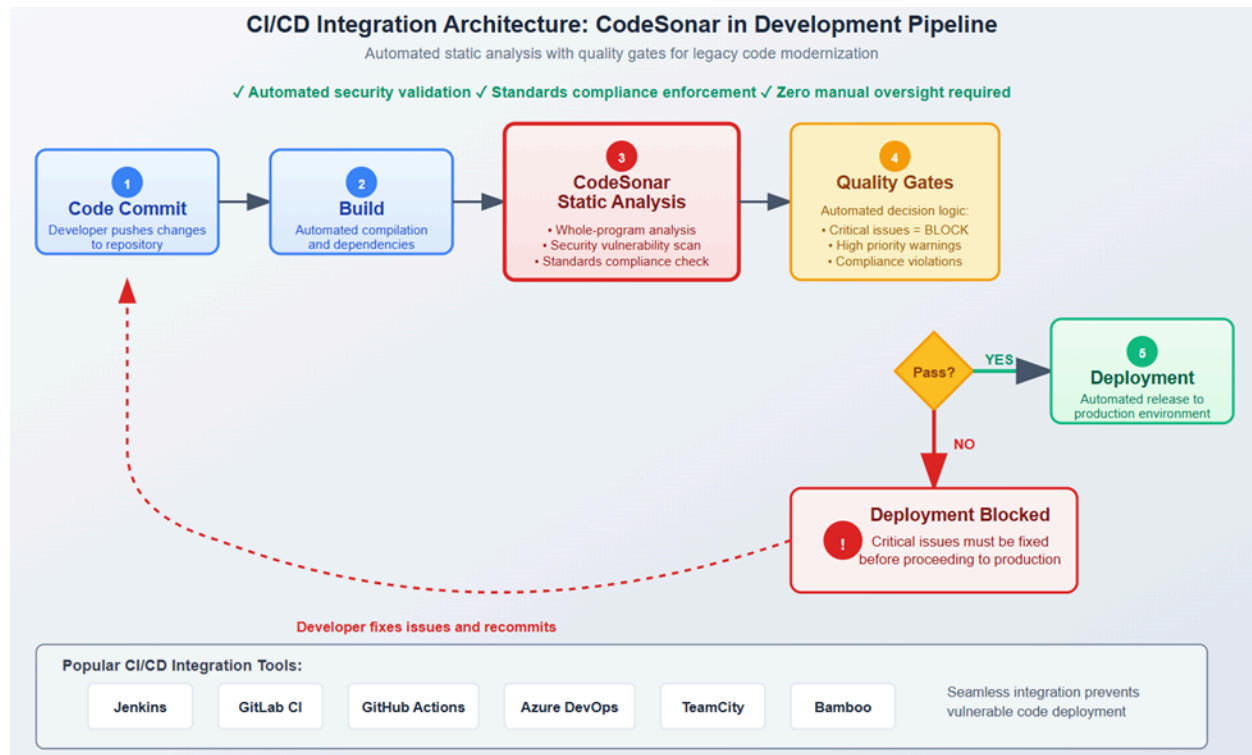 CI/CD Integration Architecture: CodeSonar in Development Pipeline
Automated static analysis with quality gates for legacy code modernization
✓ Automated security validation ✓ Standards compliance enforcement ✓ Zero manual oversight required
1
Code Commit
Developer pushes changes
to repository
2
Build
Automated compilation
and dependencies
3
CodeSonar
Static Analysis
• Whole-program analysis
• Security vulnerability scan
• Standards compliance check
4
Quality Gates
Automated decision logic:
• Critical issues = BLOCK
• High priority warnings
• Compliance violations
Pass?
YES
5
Deployment
Automated release to
production environment
NO
Deployment Blocked
!
Critical issues must be fixed
before proceeding to production
Developer fixes issues and recommits
Popular CI/CD Integration Tools:
Jenkins
GitLab CI
GitHub Actions
Azure DevOps
TeamCity
Bamboo
Seamless integration prevents
vulnerable code deployment